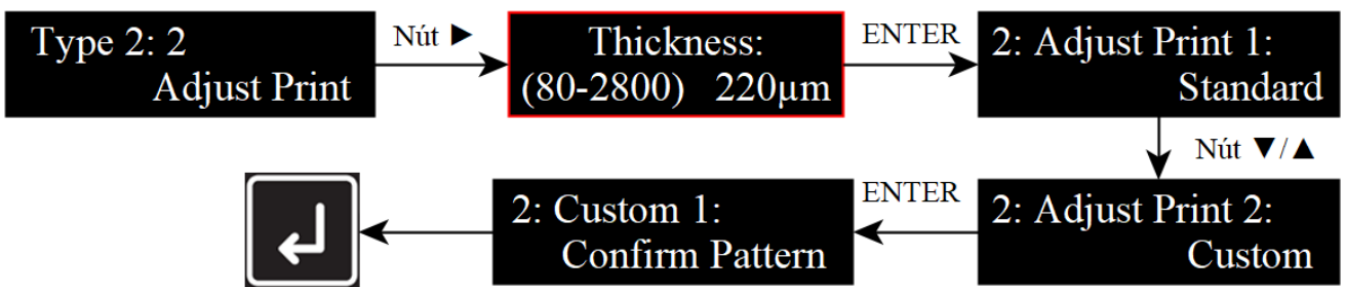 Type 2: 2
Adjust Print
Nút ►
Thickness:
(80-2800) 220µm
ENTER
2: Adjust Print 1:
Standard
Nút ▼/▲
2: Adjust Print 2:
Custom
ENTER
2: Custom 1:
Confirm Pattern